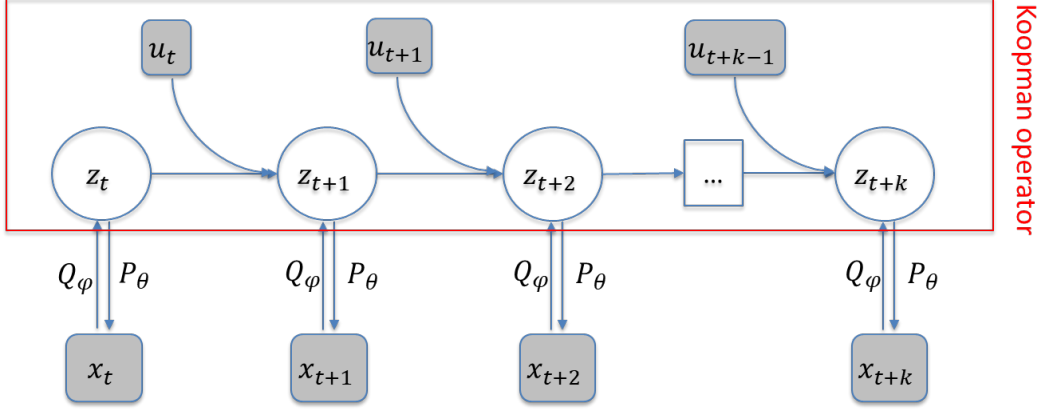 u_t u_{t+1} u_{t+k−1}
z_t z_{t+1} z_{t+2} ... z_{t+k}
Q_φ P_θ Q_φ P_θ Q_φ P_θ Q_φ P_θ
x_t x_{t+1} x_{t+2} x_{t+k}
Koopman operator